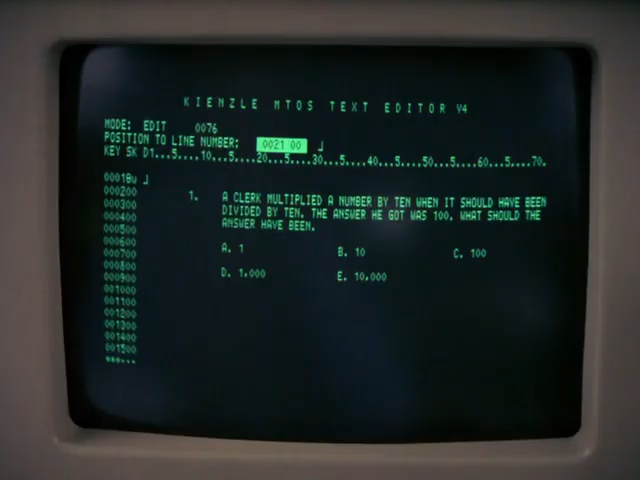 KIENZLE MTOS TEXT EDITOR V4
MODE: EDIT 0076
POSITION TO LINE NUMBER: 0021 00
KEY SK D1...5....10...5....20...5....30...5....40...5....50...5....60...5....70.
000200
1. A CLERK MULTIPLIED A NUMBER BY TEN WHEN IT SHOULD HAVE BEEN
000300 DIVIDED BY TEN. THE ANSWER HE GOT WAS 100. WHAT SHOULD THE
000400 ANSWER HAVE BEEN.
000500
000600 A. 1 B. 10 C. 100
000700
000800 D. 1,000 E. 10,000
000900
001000
001100
001200
001300
001400
001500